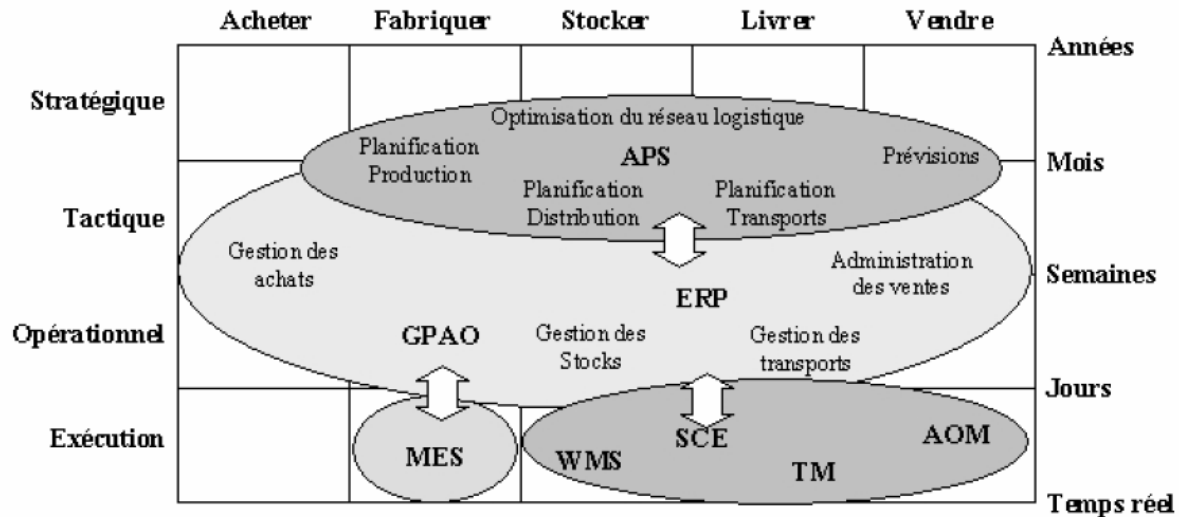 Acheter Fabriquer Stocker Livrer Vendre
Années
Stratégique
Optimisation du réseau logistique
Planification
Production
APS
Prévisions
Mois
Planification
Distribution
Planification
Transports
Tactique
Gestion des
achats
Administration
des ventes
Semaines
ERP
Opérationnel
GPAO
Gestion des
Stocks
Gestion des
transports
Jours
Exécution
MES
WMS
SCE
TM
AOM
Temps réel